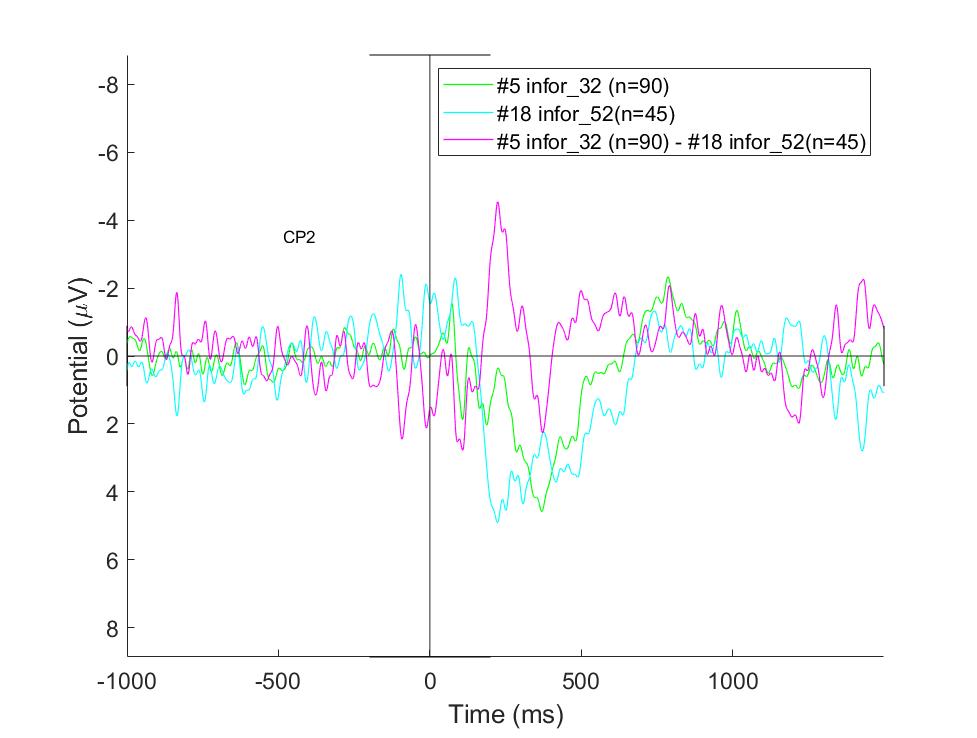 #5 infor_32 (n=90)
#18 infor_52(n=45)
#5 infor_32 (n=90) - #18 infor_52(n=45)
CP2
Potential (μV)
-8
-6
-4
-2
0
2
4
6
8
-1000 -500 0 500 1000
Time (ms)